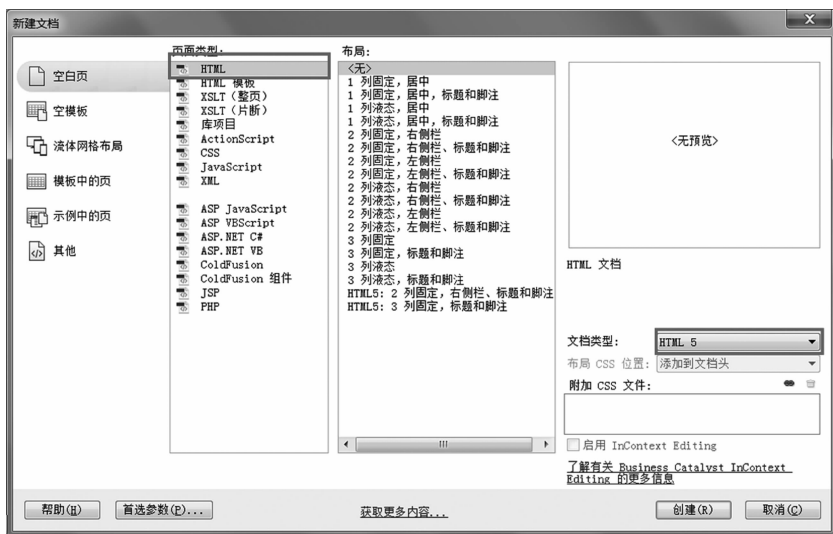 新建文档
空白页
空模板
流体网格布局
模板中的页
示例中的页
其他
页面类型:
HTML
HTML 模板
XSLT（整页）
XSLT（片断）
库项目
ActionScript
CSS
JavaScript
XML
ASP JavaScript
ASP VBScript
ASP.NET C#
ASP.NET VB
ColdFusion
ColdFusion 组件
JSP
PHP
布局:
<无>
1 列固定，居中
1 列固定，居中，标题和脚注
1 列液态，居中
1 列液态，居中，标题和脚注
2 列固定，右侧栏
2 列固定，右侧栏、标题和脚注
2 列固定，左侧栏
2 列固定，左侧栏、标题和脚注
2 列液态，右侧栏
2 列液态，右侧栏、标题和脚注
2 列液态，左侧栏
2 列液态，左侧栏、标题和脚注
3 列固定
3 列固定，标题和脚注
3 列液态
3 列液态，标题和脚注
HTML5: 2 列固定，右侧栏、标题和脚注
HTML5: 3 列固定，标题和脚注
<无预览>
HTML 文档
文档类型: HTML 5
布局 CSS 位置: 添加到文档头
附加 CSS 文件:
启用 InContext Editing
了解有关 Business Catalyst InContext
Editing 的更多信息
帮助(H) 首选参数(P)... 获取更多内容... 创建(R) 取消(C)